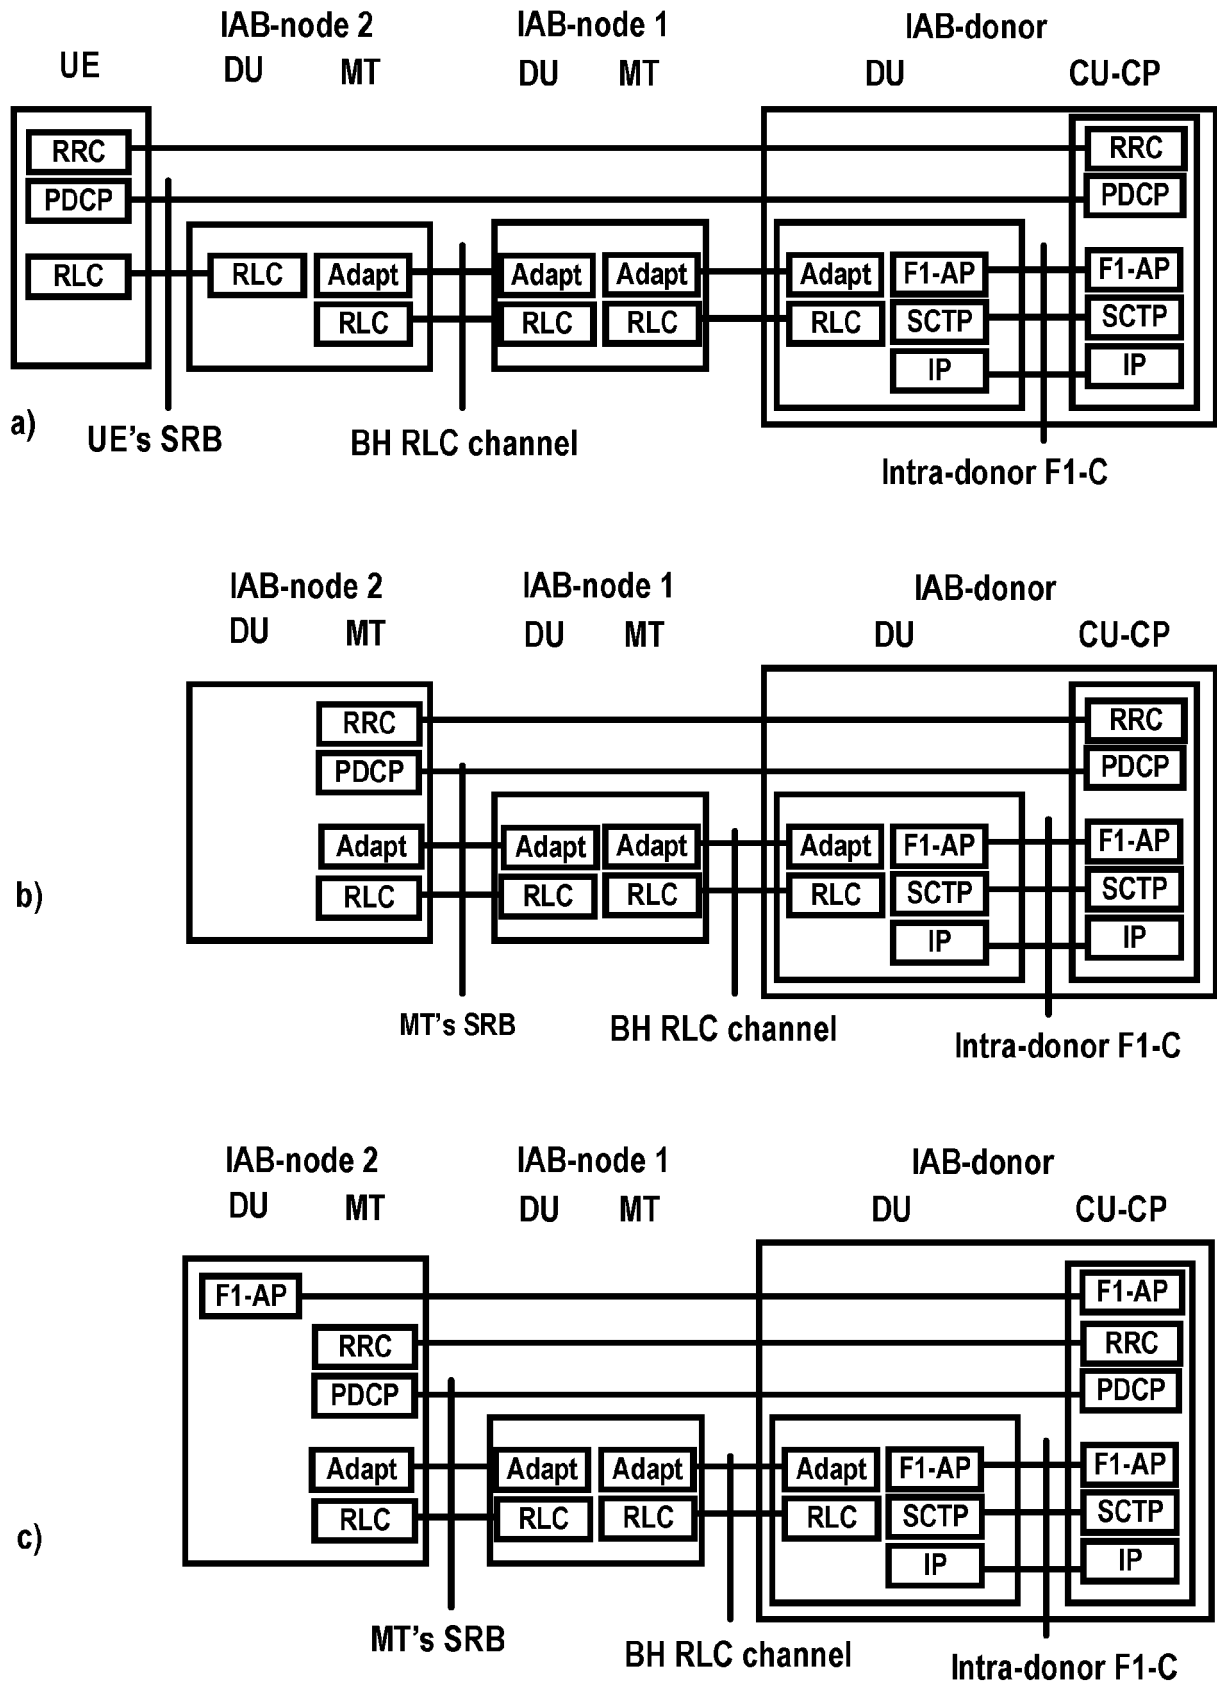 IAB-node 2 IAB-node 1 IAB-donor
UE DU MT DU MT DU CU-CP
RRC RRC
PDCP PDCP
RLC RLC Adapt Adapt Adapt Adapt F1-AP F1-AP
RLC RLC RLC RLC SCTP SCTP
IP IP
a) UE's SRB BH RLC channel
Intra-donor F1-C
IAB-node 2 IAB-node 1 IAB-donor
DU MT DU MT DU CU-CP
RRC RRC
PDCP PDCP
Adapt Adapt Adapt Adapt F1-AP F1-AP
b) RLC RLC RLC RLC SCTP SCTP
IP IP
MT's SRB BH RLC channel
Intra-donor F1-C
IAB-node 2 IAB-node 1 IAB-donor
DU MT DU MT DU CU-CP
F1-AP F1-AP
RRC RRC
PDCP PDCP
Adapt Adapt Adapt Adapt F1-AP F1-AP
RLC RLC RLC RLC SCTP SCTP
c) IP IP
MT's SRB BH RLC channel
Intra-donor F1-C